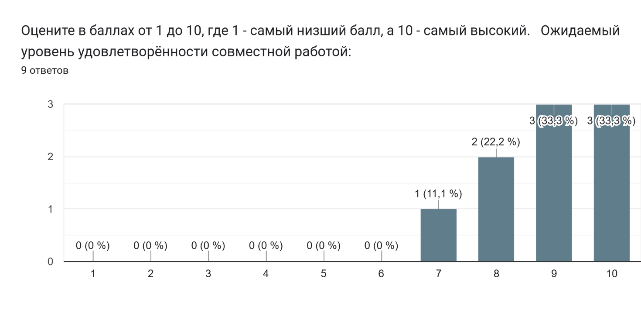 Оцените в баллах от 1 до 10, где 1 - самый низший балл, а 10 - самый высокий. Ожидаемый
уровень удовлетворённости совместной работой:
9 ответов
3
3 (33,3 %) 3 (33,3 %)
2 (22,2 %)
2
1 (11,1 %)
1
0 (0 %) 0 (0 %) 0 (0 %) 0 (0 %) 0 (0 %) 0 (0 %)
0
1 2 3 4 5 6 7 8 9 10